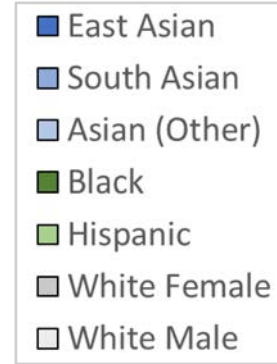 East Asian
South Asian
Asian (Other)
Black
Hispanic
White Female
White Male